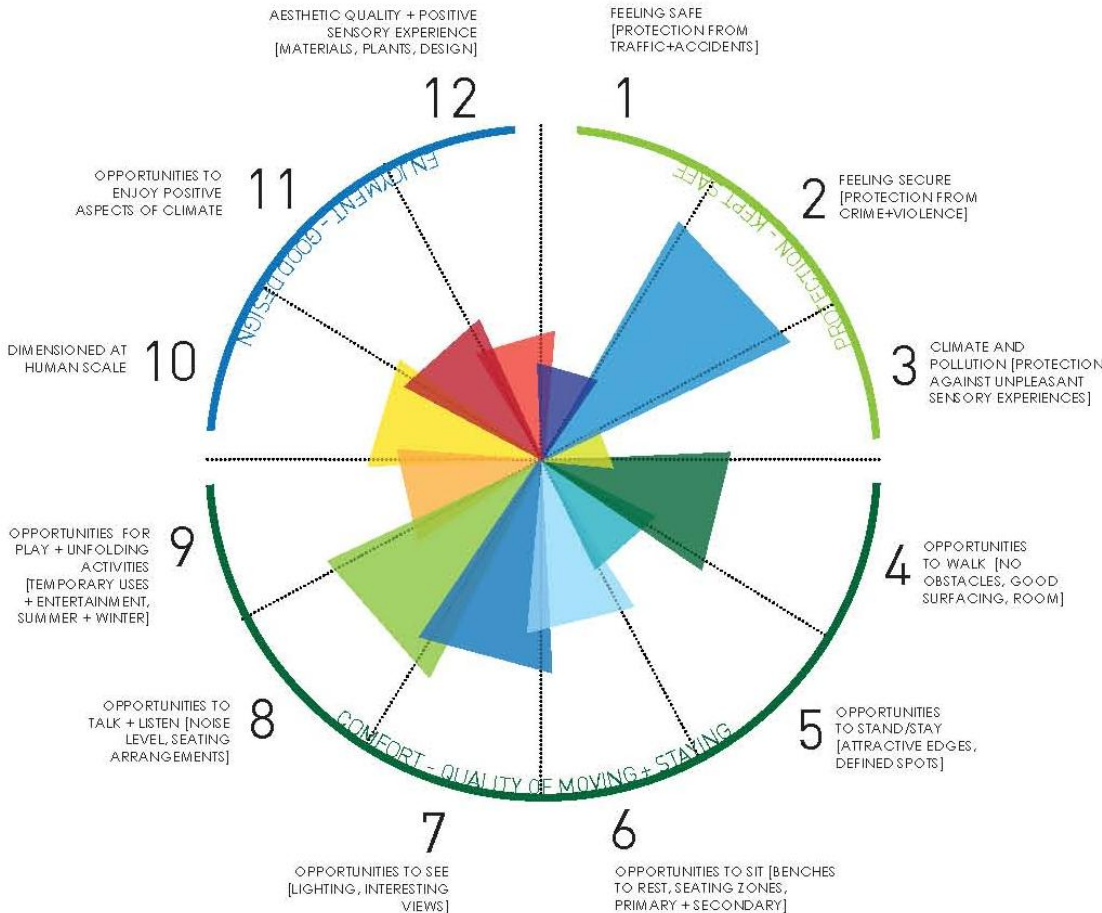 AESTHETIC QUALITY + POSITIVE
SENSORY EXPERIENCE
[MATERIALS, PLANTS, DESIGN]
12
FEELING SAFE
[PROTECTION FROM
TRAFFIC+ACCIDENTS]
1
2
FEELING SECURE
[PROTECTION FROM
CRIME+VIOLENCE]
3
CLIMATE AND
POLLUTION [PROTECTION
AGAINST UNPLEASANT
SENSORY EXPERIENCES]
4
OPPORTUNITIES
TO WALK [NO
OBSTACLES, GOOD
SURFACING, ROOM]
5
OPPORTUNITIES
TO STAND/STAY
[ATTRACTIVE EDGES,
DEFINED SPOTS]
6
OPPORTUNITIES TO SIT [BENCHES
TO REST, SEATING ZONES,
PRIMARY + SECONDARY]
7
OPPORTUNITIES TO SEE
[LIGHTING, INTERESTING
VIEWS]
8
OPPORTUNITIES TO
TALK + LISTEN [NOISE
LEVEL, SEATING
ARRANGEMENTS]
9
OPPORTUNITIES FOR
PLAY + UNFOLDING
ACTIVITIES
[TEMPORARY USES
+ ENTERTAINMENT,
SUMMER + WINTER]
10
DIMENSIONED AT
HUMAN SCALE
11
OPPORTUNITIES TO
ENJOY POSITIVE
ASPECTS OF CLIMATE
ENJOYMENT - GOOD DESIGN
PROTECTION - KEPT SAFE
COMFORT - QUALITY OF MOVING + STAYING